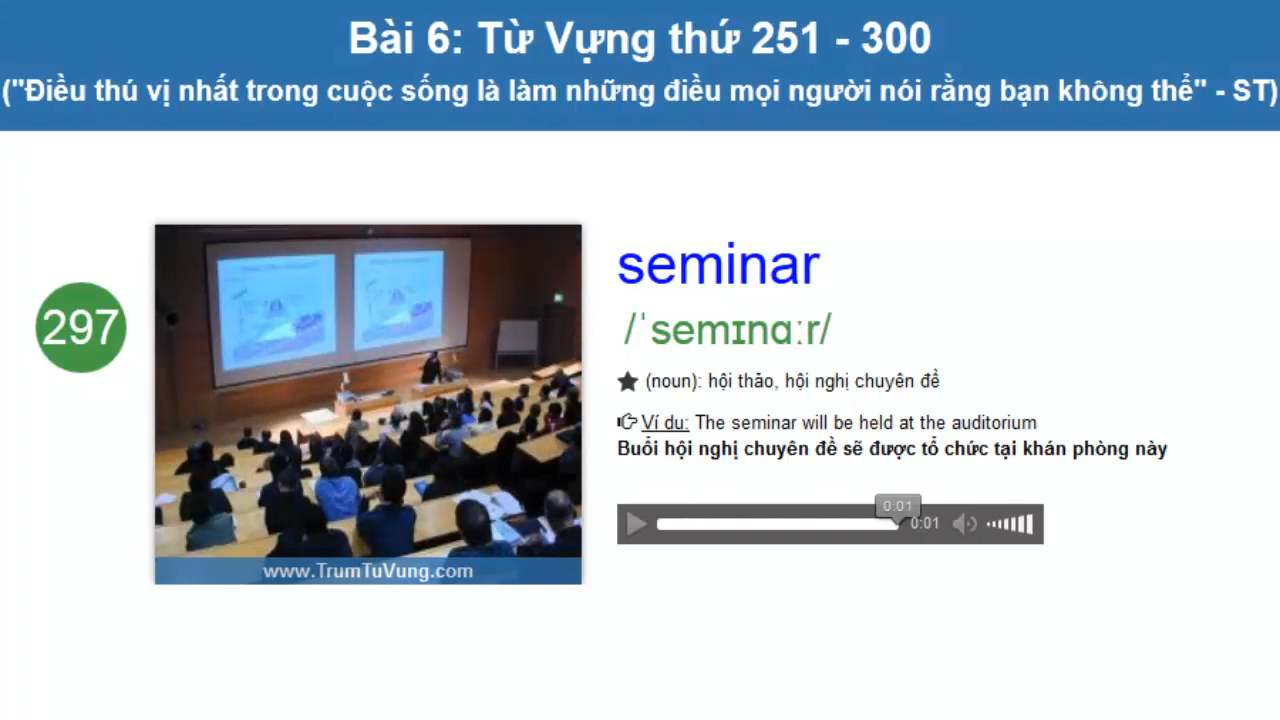 Bài 6: Từ Vựng thứ 251 - 300
("Điều thú vị nhất trong cuộc sống là làm những điều mọi người nói rằng bạn không thể" - ST)
297
seminar
/ˈsemɪnɑːr/
(noun): hội thảo, hội nghị chuyên đề
Ví dụ: The seminar will be held at the auditorium
Buổi hội nghị chuyên đề sẽ được tổ chức tại khán phòng này
0:01
0:01
www.TrumTuVung.com